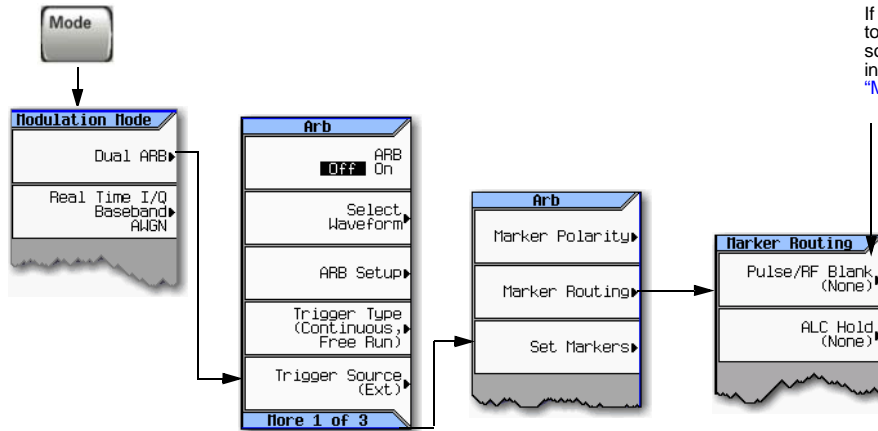 Mode
If
to
so
in
“M
Modulation Mode
Dual ARB
Real Time I/Q
Baseband
AWGN
Arb
ARB
Off On
Select
Waveform
ARB Setup
Trigger Type
(Continuous,
Free Run)
Trigger Source
(Ext)
More 1 of 3
Arb
Marker Polarity
Marker Routing
Set Markers
Marker Routing
Pulse/RF Blank
(None)
ALC Hold
(None)